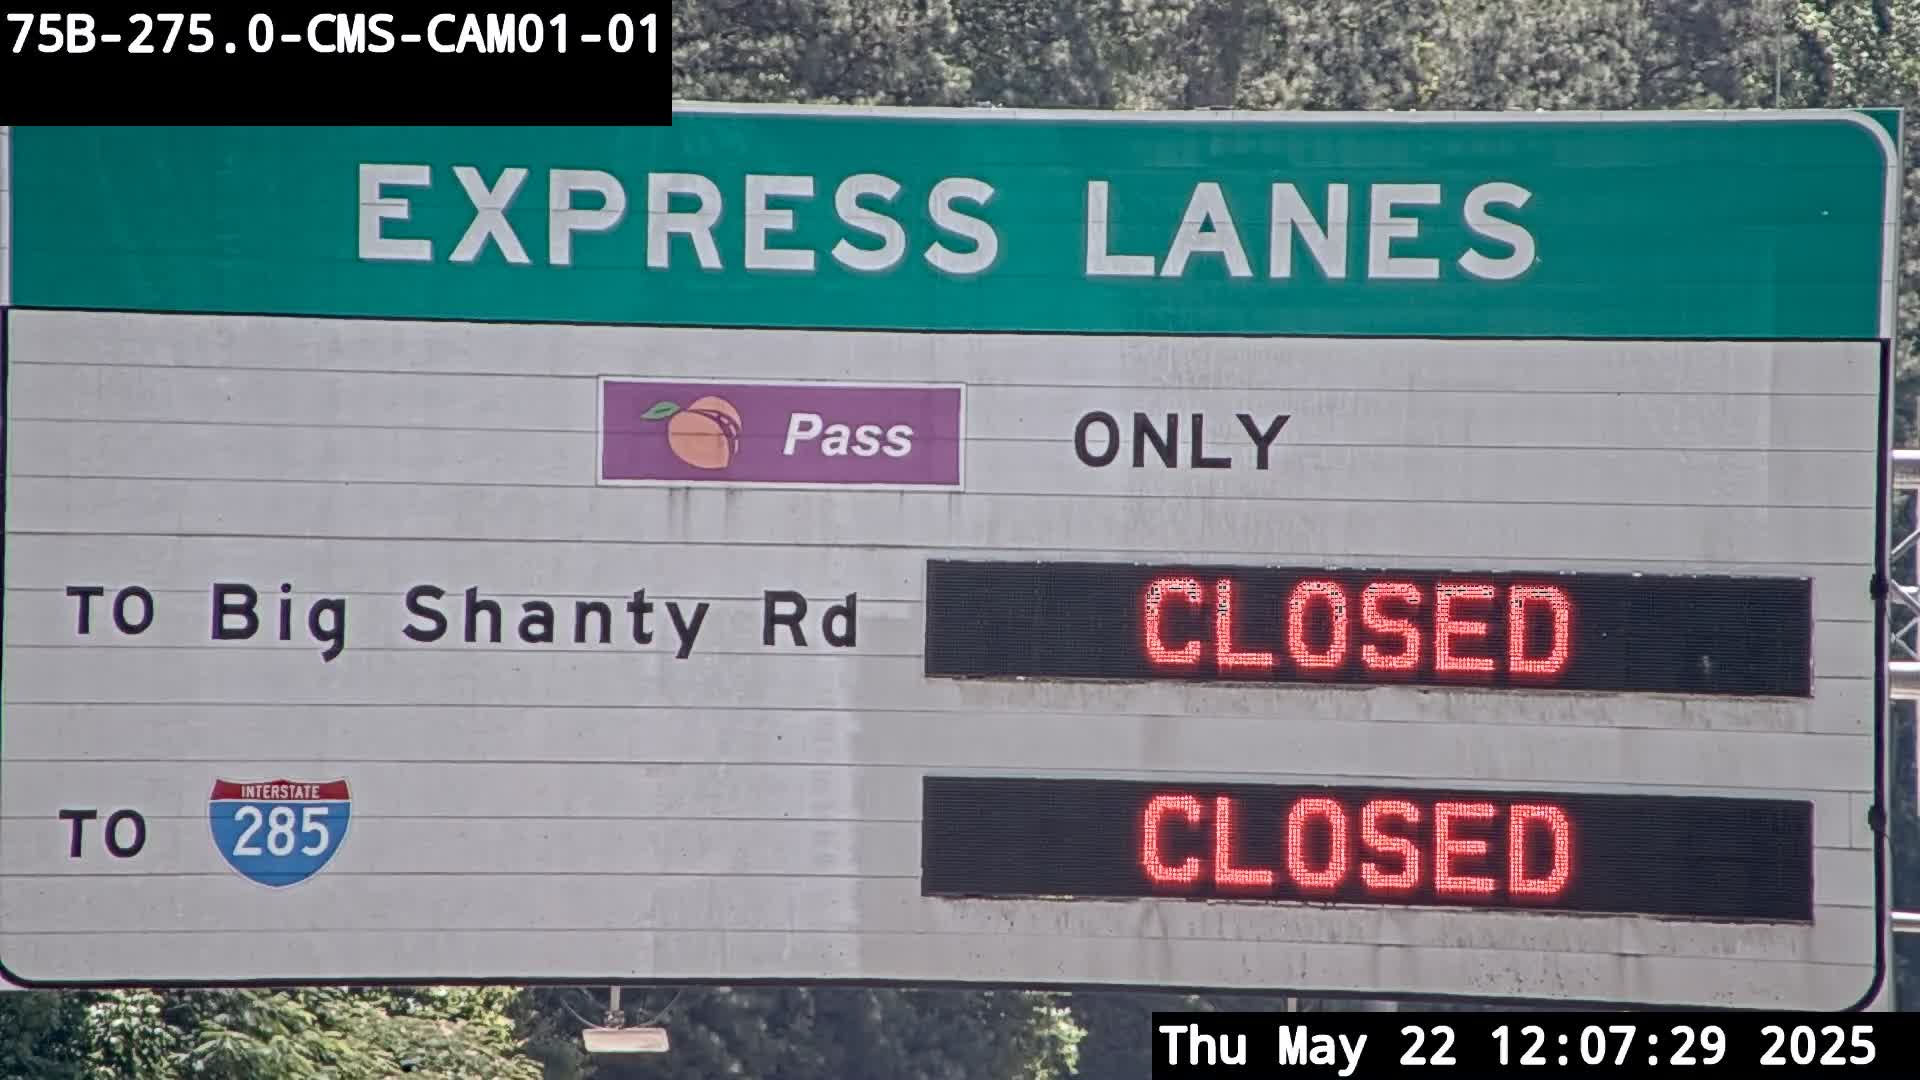 75B-275.0-CMS-CAM01-01
EXPRESS LANES
Pass ONLY
TO Big Shanty Rd CLOSED
TO INTERSTATE 285 CLOSED
Thu May 22 12:07:29 2025